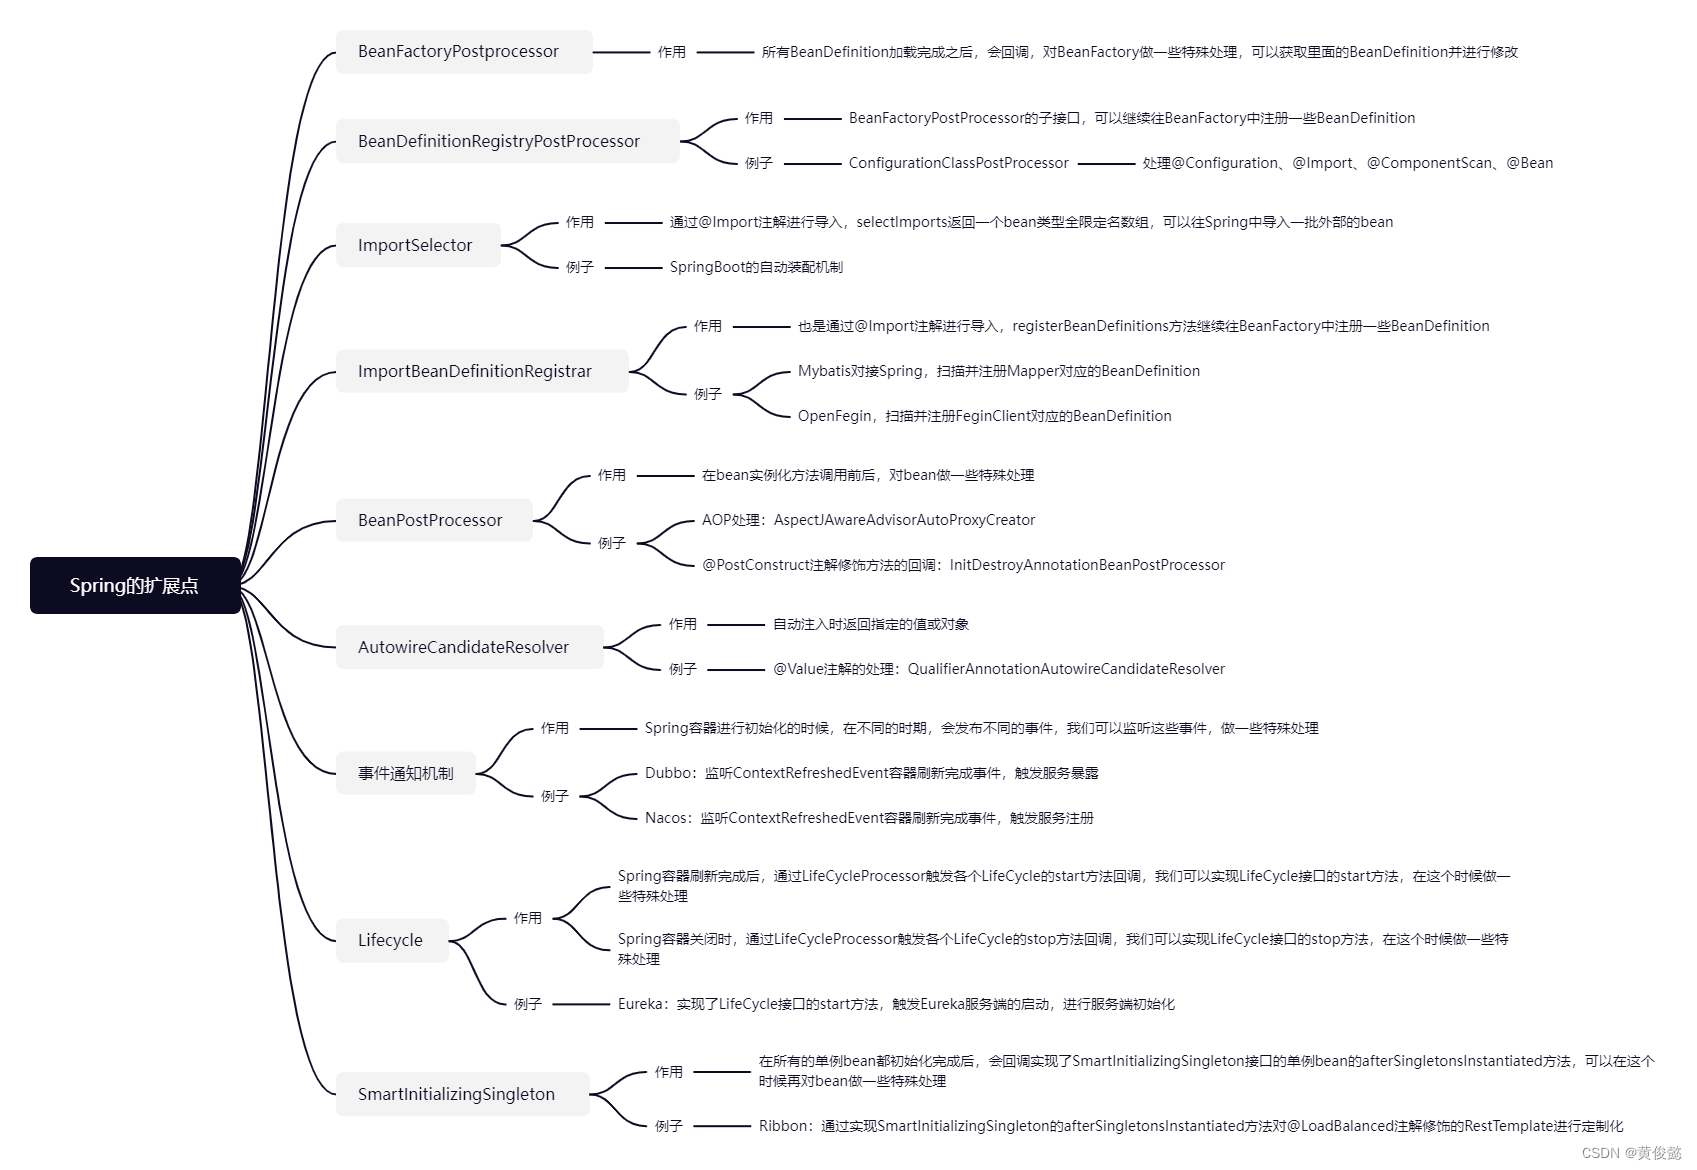 Spring的扩展点
BeanFactoryPostprocessor
作用
所有BeanDefinition加载完成之后，会回调，对BeanFactory做一些特殊处理，可以获取里面的BeanDefinition并进行修改
BeanDefinitionRegistryPostProcessor
作用
BeanFactoryPostProcessor的子接口，可以继续往BeanFactory中注册一些BeanDefinition
例子
ConfigurationClassPostProcessor
处理@Configuration、@Import、@ComponentScan、@Bean
ImportSelector
作用
通过@Import注解进行导入，selectImports返回一个bean类型全限定名数组，可以往Spring中导入一批外部的bean
例子
SpringBoot的自动装配机制
ImportBeanDefinitionRegistrar
作用
也是通过@Import注解进行导入，registerBeanDefinitions方法继续往BeanFactory中注册一些BeanDefinition
例子
Mybatis对接Spring，扫描并注册Mapper对应的BeanDefinition
OpenFegin，扫描并注册FeginClient对应的BeanDefinition
BeanPostProcessor
作用
在bean实例化方法调用前后，对bean做一些特殊处理
例子
AOP处理：AspectJAwareAdvisorAutoProxyCreator
@PostConstruct注解修饰方法的回调：InitDestroyAnnotationBeanPostProcessor
AutowireCandidateResolver
作用
自动注入时返回指定的值或对象
例子
@Value注解的处理：QualifierAnnotationAutowireCandidateResolver
事件通知机制
作用
Spring容器进行初始化的时候，在不同的时期，会发布不同的事件，我们可以监听这些事件，做一些特殊处理
例子
Dubbo：监听ContextRefreshedEvent容器刷新完成事件，触发服务暴露
Nacos：监听ContextRefreshedEvent容器刷新完成事件，触发服务注册
Lifecycle
作用
Spring容器刷新完成后，通过LifeCycleProcessor触发各个LifeCycle的start方法回调，我们可以实现LifeCycle接口的start方法，在这个时候做一
些特殊处理
Spring容器关闭时，通过LifeCycleProcessor触发各个LifeCycle的stop方法回调，我们可以实现LifeCycle接口的stop方法，在这个时候做一些特
殊处理
例子
Eureka：实现了LifeCycle接口的start方法，触发Eureka服务端的启动，进行服务端初始化
SmartInitializingSingleton
作用
在所有的单例bean都初始化完成后，会回调实现了SmartInitializingSingleton接口的单例bean的afterSingletonsInstantiated方法，可以在这个
时候再对bean做一些特殊处理
例子
Ribbon：通过实现SmartInitializingSingleton的afterSingletonsInstantiated方法对@LoadBalanced注解修饰的RestTemplate进行定制化
CSDN @黄俊懿